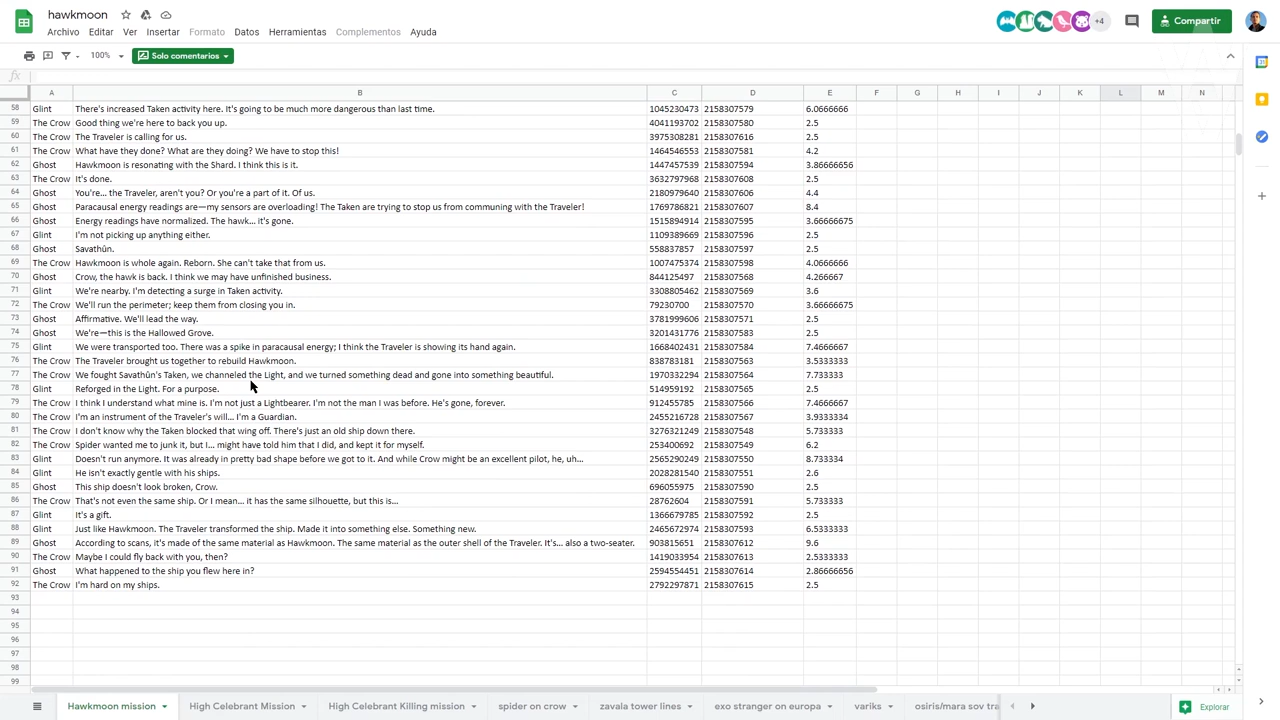 hawkmoon
Archivo Editar Ver Insertar Formato Datos Herramientas Complementos Ayuda
+4
Compartir
100% Solo comentarios
fx
A B C D E F G H I J K L M N
58 Glint There's increased Taken activity here. It's going to be much more dangerous than last time. 1045230473 2158307579 6.0666666
59 The Crow Good thing we're here to back you up. 4041193702 2158307580 2.5
60 The Crow The Traveler is calling for us. 3975308281 2158307616 2.5
61 The Crow What have they done? What are they doing? We have to stop this! 1464546553 2158307581 4.2
62 Ghost Hawkmoon is resonating with the Shard. I think this is it. 1447457539 2158307594 3.86666656
63 The Crow It's done. 3632797968 2158307608 2.5
64 Ghost You're... the Traveler, aren't you? Or you're a part of it. Of us. 2180979640 2158307606 4.4
65 Ghost Paracausal energy readings are—my sensors are overloading! The Taken are trying to stop us from communing with the Traveler! 1769786821 2158307607 8.4
66 Ghost Energy readings have normalized. The hawk... it's gone. 1515894914 2158307595 3.66666675
67 Glint I'm not picking up anything either. 1109389669 2158307596 2.5
68 Ghost Savathûn. 558837857 2158307597 2.5
69 The Crow Hawkmoon is whole again. Reborn. She can't take that from us. 1007475374 2158307598 4.0666666
70 Ghost Crow, the hawk is back. I think we may have unfinished business. 844125497 2158307568 4.266667
71 Glint We're nearby. I'm detecting a surge in Taken activity. 3308805462 2158307569 3.6
72 The Crow We'll run the perimeter; keep them from closing you in. 79230700 2158307570 3.66666675
73 Ghost Affirmative. We'll lead the way. 3781999606 2158307571 2.5
74 Ghost We're—this is the Hallowed Grove. 3201431776 2158307583 2.5
75 Glint We were transported too. There was a spike in paracausal energy; I think the Traveler is showing its hand again. 1668402431 2158307584 7.4666667
76 The Crow The Traveler brought us together to rebuild Hawkmoon. 838783181 2158307563 3.5333333
77 The Crow We fought Savathûn's Taken, we channeled the Light, and we turned something dead and gone into something beautiful. 1970332294 2158307564 7.733333
78 Glint Reforged in the Light. For a purpose. 514959192 2158307565 2.5
79 The Crow I think I understand what mine is. I'm not just a Lightbearer. I'm not the man I was before. He's gone, forever. 912455785 2158307566 7.4666667
80 The Crow I'm an instrument of the Traveler's will... I'm a Guardian. 2455216728 2158307567 3.9333334
81 The Crow I don't know why the Taken blocked that wing off. There's just an old ship down there. 3276321249 2158307548 5.733333
82 The Crow Spider wanted me to junk it, but I... might have told him that I did, and kept it for myself. 253400692 2158307549 6.2
83 Glint Doesn't run anymore. It was already in pretty bad shape before we got to it. And while Crow might be an excellent pilot, he, uh... 2565290249 2158307550 8.733334
84 Glint He isn't exactly gentle with his ships. 2028281540 2158307551 2.6
85 Ghost This ship doesn't look broken, Crow. 696055975 2158307590 2.5
86 The Crow That's not even the same ship. Or I mean... it has the same silhouette, but this is... 28762604 2158307591 5.733333
87 Glint It's a gift. 1366679785 2158307592 2.5
88 Glint Just like Hawkmoon. The Traveler transformed the ship. Made it into something else. Something new. 2465672974 2158307593 6.5333333
89 Ghost According to scans, it's made of the same material as Hawkmoon. The same material as the outer shell of the Traveler. It's... also a two-seater. 903815651 2158307612 9.6
90 The Crow Maybe I could fly back with you, then? 1419033954 2158307613 2.5333333
91 Ghost What happened to the ship you flew here in? 2594554451 2158307614 2.86666656
92 The Crow I'm hard on my ships. 2792297871 2158307615 2.5
93
94
95
96
97
98
99
Hawkmoon mission High Celebrant Mission High Celebrant Killing mission spider on crow zavala tower lines exo stranger on europa variks osiris/mara sov tra
Explorar